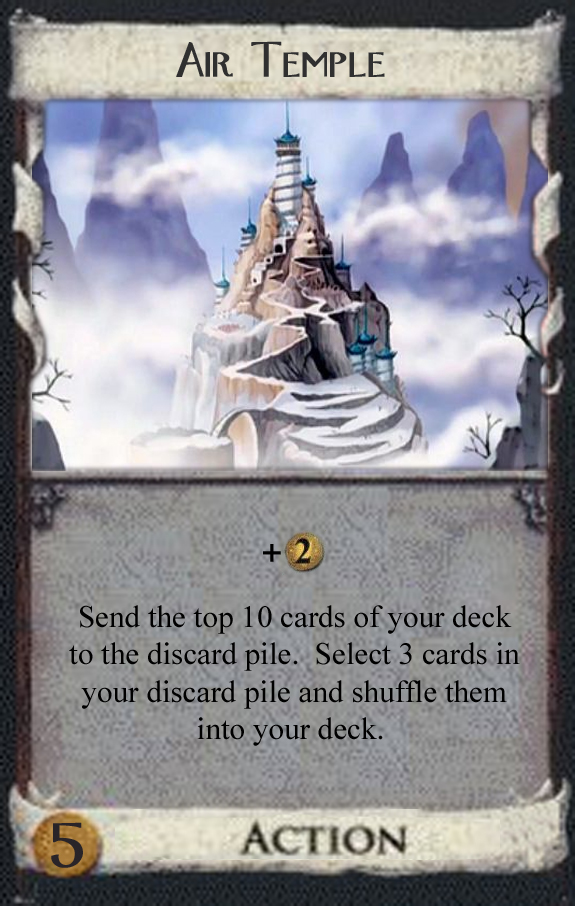 AIR TEMPLE
+2
Send the top 10 cards of your deck
to the discard pile.  Select 3 cards in
your discard pile and shuffle them
into your deck.
5 ACTION